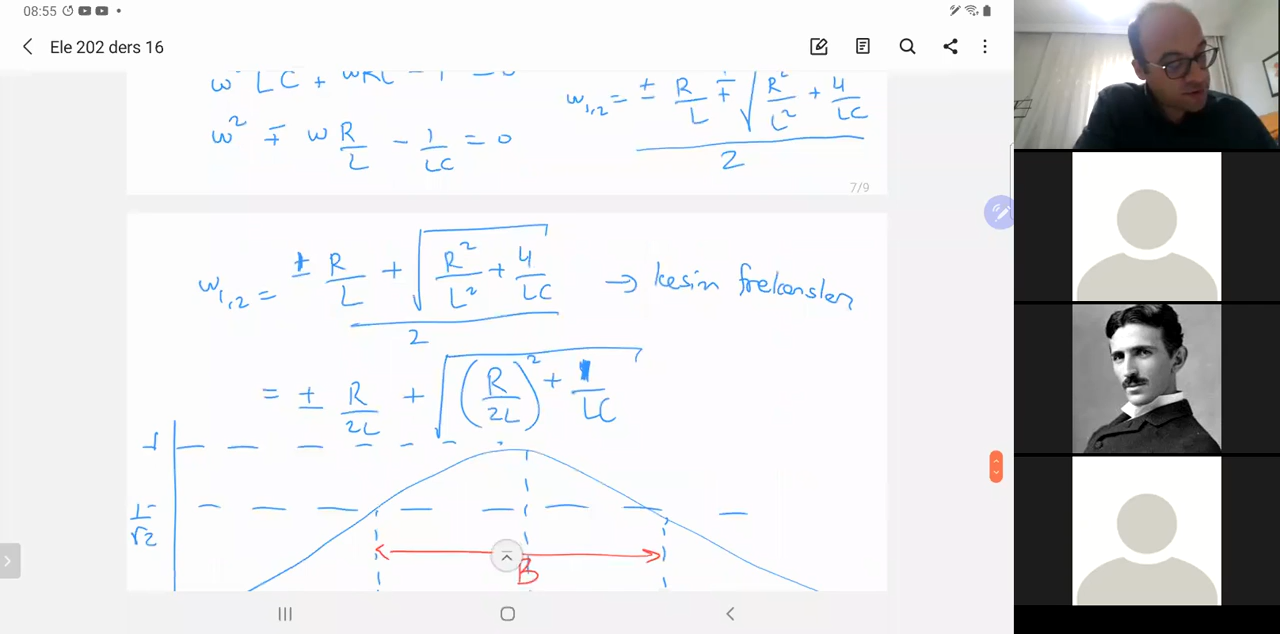 08:55
Ele 202 ders 16
ω² LC + ωRC - 1 = 0
ω₁,₂ = ± R/L ∓ √(R²/L² + 4/LC) / 2
ω² ∓ ω R/L - 1/LC = 0
7/9
ω₁,₂ = ± R/L + √(R²/L² + 4/LC) / 2 → kesim frekansları
= ± R/2L + √((R/2L)² + 1/LC)
1
1/√2
B